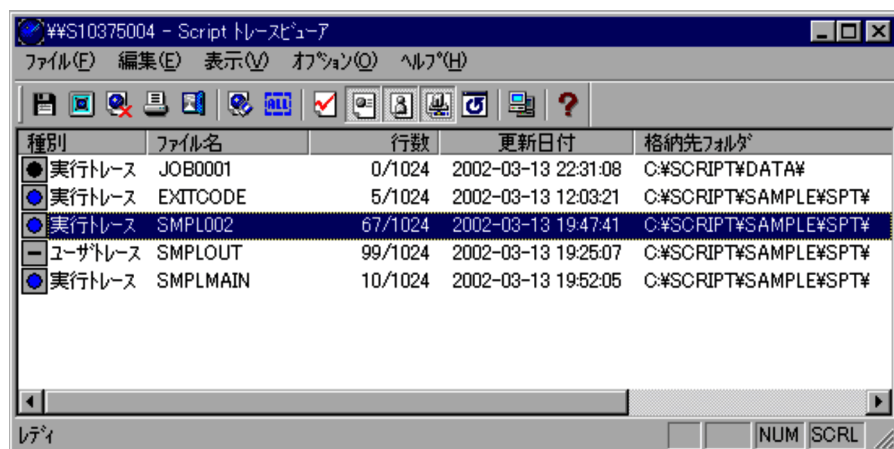 ¥¥S10375004 - Script ﾄﾚｰｽﾋﾞｭｰｱ
ﾌｧｲﾙ(F) 編集(E) 表示(V) ｵﾌﾟｼｮﾝ(O) ﾍﾙﾌﾟ(H)
ALL ?
種別 ﾌｧｲﾙ名 行数 更新日付 格納先ﾌｫﾙﾀﾞ
実行ﾄﾚｰｽ JOB0001 0/1024 2002-03-13 22:31:08 C:¥SCRIPT¥DATA¥
実行ﾄﾚｰｽ EXITCODE 5/1024 2002-03-13 12:03:21 C:¥SCRIPT¥SAMPLE¥SPT¥
実行ﾄﾚｰｽ SMPL002 67/1024 2002-03-13 19:47:41 C:¥SCRIPT¥SAMPLE¥SPT¥
ﾕｰｻﾞﾄﾚｰｽ SMPLOUT 99/1024 2002-03-13 19:25:07 C:¥SCRIPT¥SAMPLE¥SPT¥
実行ﾄﾚｰｽ SMPLMAIN 10/1024 2002-03-13 19:52:05 C:¥SCRIPT¥SAMPLE¥SPT¥
ﾚﾃﾞｨ NUM SCRL